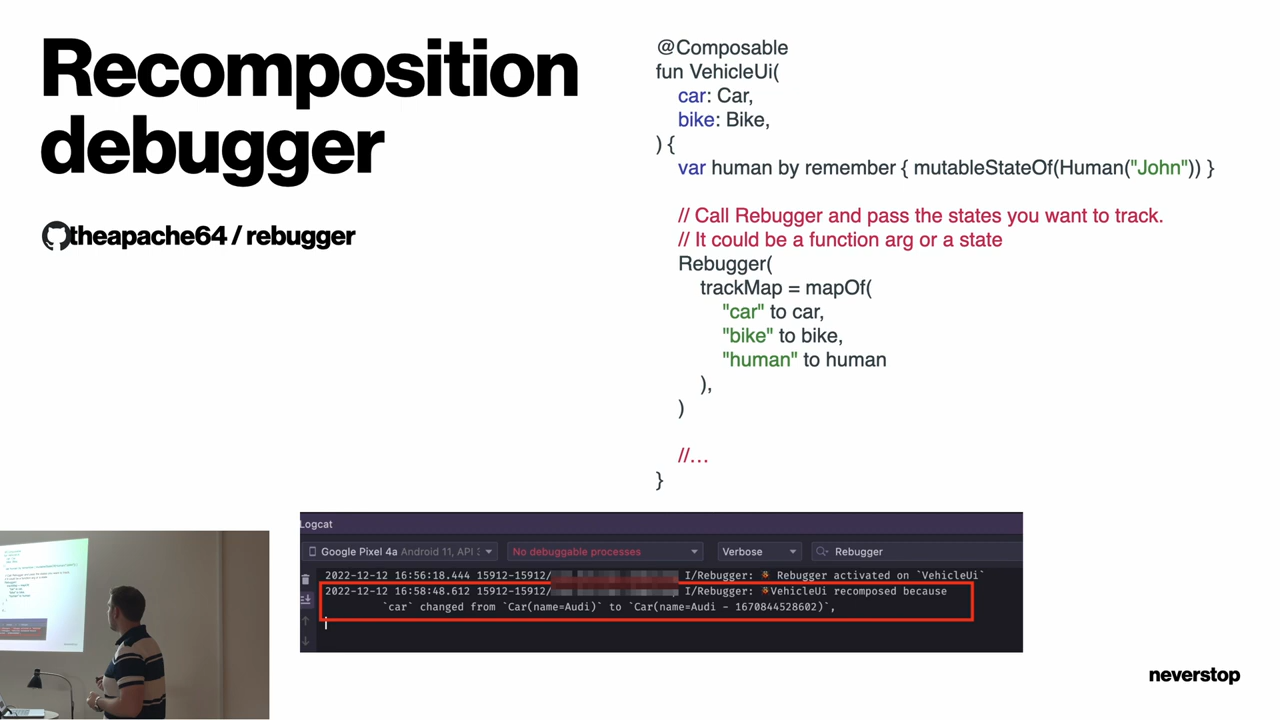 Recomposition
debugger
theapache64 / rebugger
@Composable
fun VehicleUi(
car: Car,
bike: Bike,
) {
var human by remember { mutableStateOf(Human("John")) }
// Call Rebugger and pass the states you want to track.
// It could be a function arg or a state
Rebugger(
trackMap = mapOf(
"car" to car,
"bike" to bike,
"human" to human
),
)
//…
}
Logcat
Google Pixel 4a Android 11, API
No debuggable processes
Verbose
Rebugger
2022-12-12 16:56:18.444 15912-15912/ I/Rebugger: 🐞 Rebugger activated on `VehicleUi`
2022-12-12 16:58:48.612 15912-15912/ I/Rebugger: 🐞VehicleUi recomposed because
`car` changed from `Car(name=Audi)` to `Car(name=Audi - 1670844528602)`,
neverstop